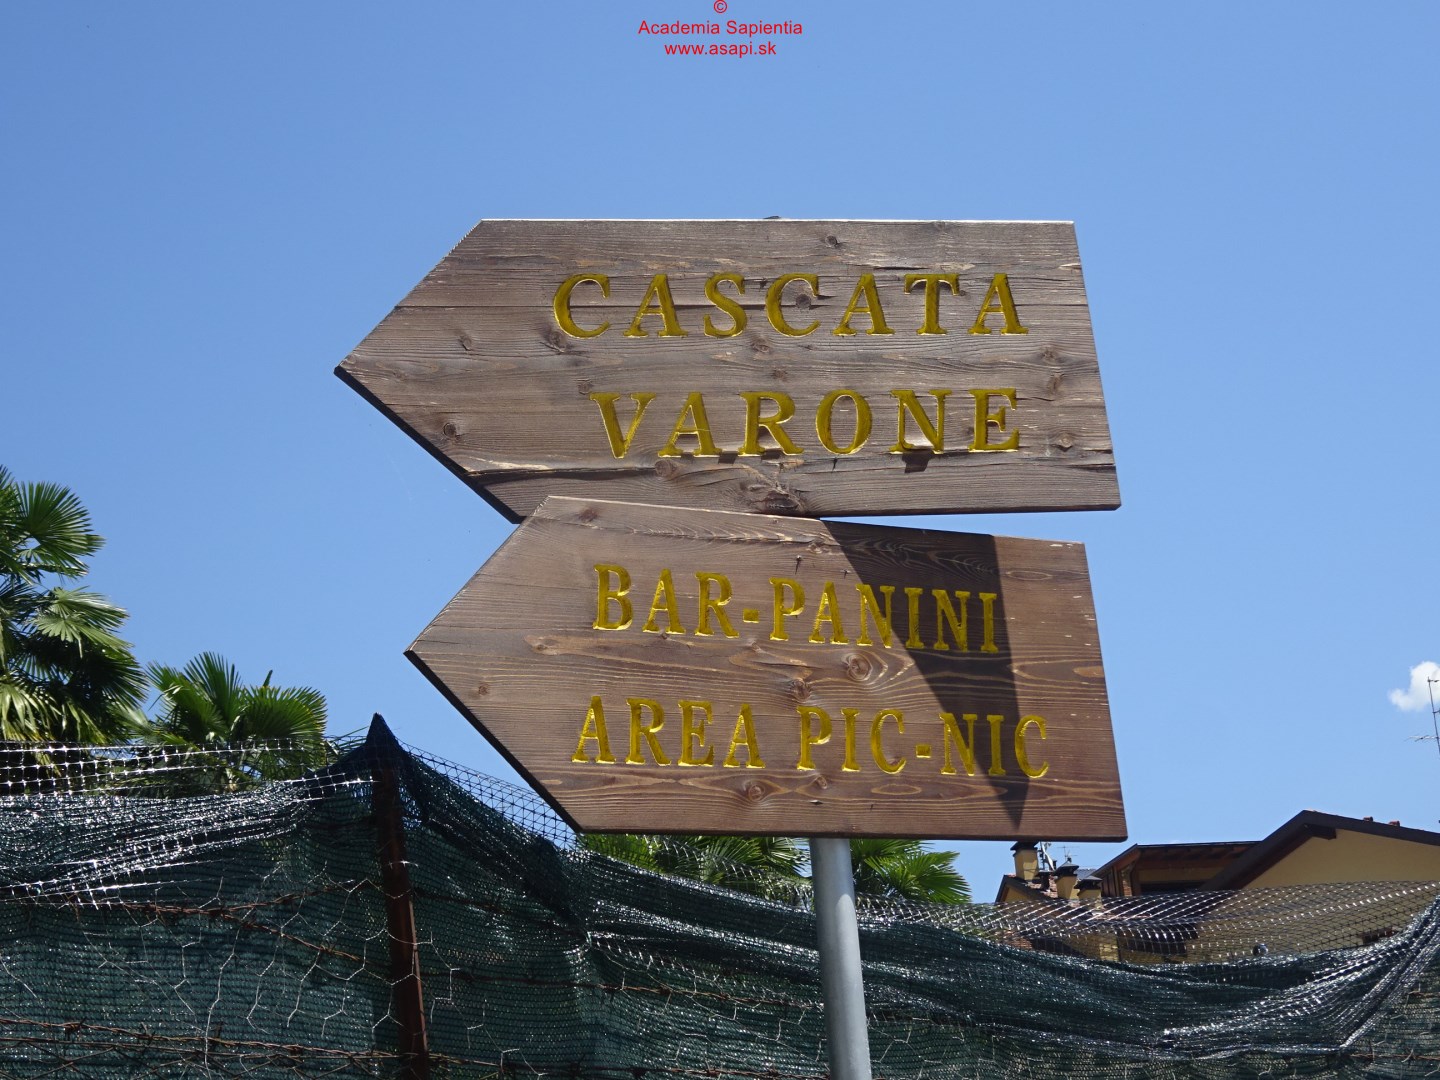 ©
Academia Sapientia
www.asapi.sk
CASCATA
VARONE
BAR-PANINI
AREA PIC-NIC